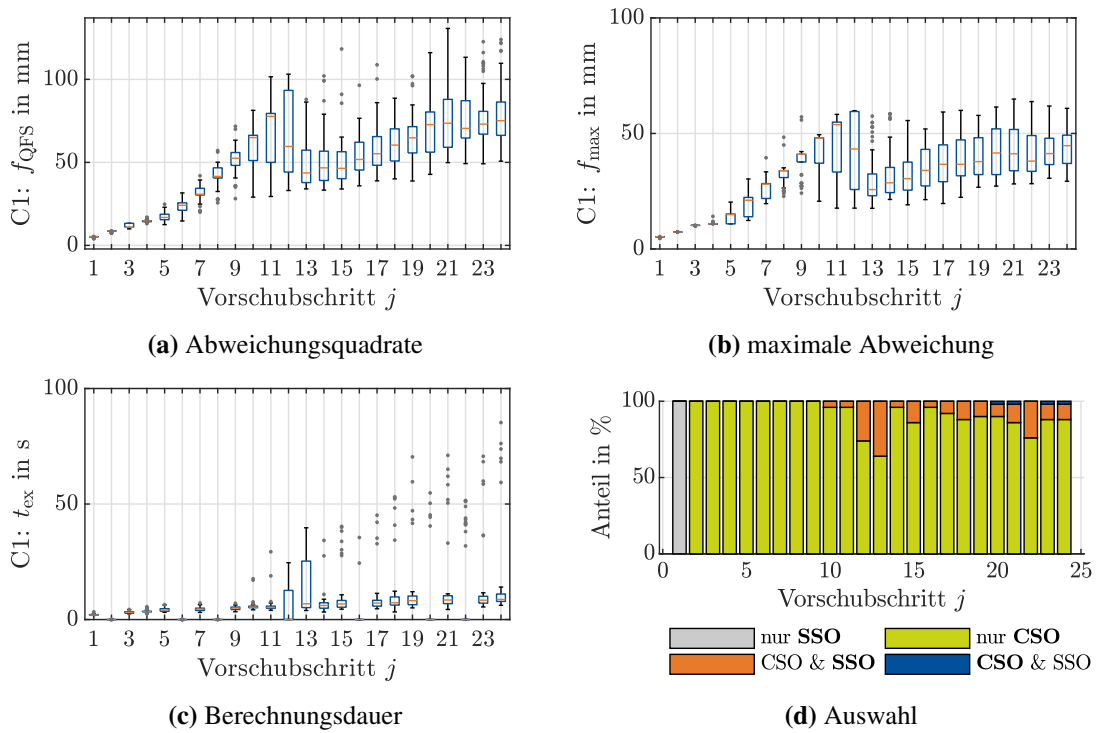 C1: f_QFS in mm
100
50
0
1 3 5 7 9 11 13 15 17 19 21 23
Vorschubschritt j
(a) Abweichungsquadrate
C1: f_max in mm
100
50
0
1 3 5 7 9 11 13 15 17 19 21 23
Vorschubschritt j
(b) maximale Abweichung
C1: t_ex in s
100
50
0
1 3 5 7 9 11 13 15 17 19 21 23
Vorschubschritt j
(c) Berechnungsdauer
Anteil in %
100
50
0
0 5 10 15 20 25
Vorschubschritt j
nur SSO
nur CSO
CSO & SSO
CSO & SSO
(d) Auswahl